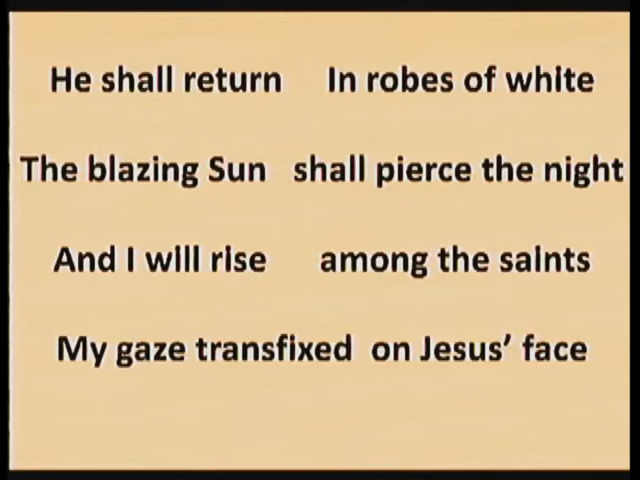 He shall return In robes of white
The blazing Sun shall pierce the night
And I will rise among the saints
My gaze transfixed on Jesus’ face